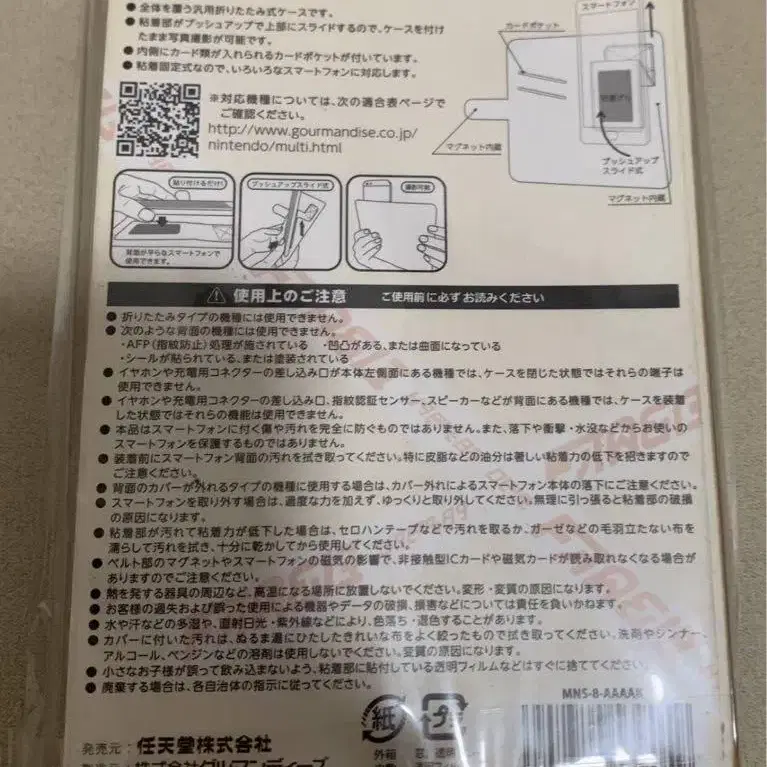 ● 全体を覆う汎用折りたたみ式ケースです。
● 粘着部がプッシュアップで上部にスライドするので、ケースを付け
たまま写真撮影が可能です。
● 内側にカード類が入れられるカードポケットが付いています。
● 粘着固定式なので、いろいろなスマートフォンに対応します。
※対応機種については、次の適合表ページで
ご確認ください。
http://www.gourmandise.co.jp/
nintendo/multi.html
スマートフォン
カードポケット
マグネット内蔵
プッシュアップ
スライド式
マグネット内蔵
貼り付けるだけ!
背面が平らなスマートフォンで
使用できます。
プッシュアップスライド式
撮影可能
使用上のご注意 ご使用前に必ずお読みください
● 折りたたみタイプの機種には使用できません。
● 次のような背面の機種には使用できません。
・AFP(指紋防止)処理が施されている ・凹凸がある、または曲面になっている
・シールが貼られている、または塗装されている
● イヤホンや充電用コネクターの差し込み口が本体左側面にある機種では、ケースを閉じた状態ではそれらの端子は
使用できません。
● イヤホンや充電用コネクターの差し込み口、指紋認証センサー、スピーカーなどが背面にある機種では、ケースを装着
した状態ではそれらの機能は使用できません。
● 本品はスマートフォンに付く傷や汚れを完全に防ぐものではありません。また、落下や衝撃・水没などからお使いの
スマートフォンを保護するものではありません。
● 装着前にスマートフォン背面の汚れを拭き取ってください。特に皮脂などの油分は著しい粘着力の低下を招きますので
ご注意ください。
● 背面のカバーが外れるタイプの機種に使用する場合は、カバー外れによるスマートフォン本体の落下にご注意ください。
● スマートフォンを取り外す場合は、過度な力を加えず、ゆっくりと取り外してください。無理に引っ張ると粘着部の破損
の原因になります。
● 粘着部が汚れて粘着力が低下した場合は、セロハンテープなどで汚れを取るか、ガーゼなどの毛羽立たない布を
濡らして汚れを拭き、十分に乾かしてから使用してください。
● ベルト部のマグネットやスマートフォンの磁気の影響で、非接触型ICカードや磁気カードが読み取れなくなる場合が
ありますのでご注意ください。
● 熱を発する器具の周辺など、高温になる場所に放置しないでください。変形・変質の原因になります。
● お客様の過失および誤った使用による機器やデータの破損、損害などについては責任を負いかねます。
● 水や汗などの多湿や、直射日光・紫外線などにより、色落ち・退色することがあります。
● カバーに付いた汚れは、ぬるま湯にひたしたきれいな布をよく絞ったもので拭き取ってください。洗剤やシンナー、
アルコール、ベンジンなどの溶剤は使用しないでください。変質の原因になります。
● 小さなお子様が誤って飲み込まないよう、粘着部に貼付している透明フィルムなどはすぐに捨ててください。
● 廃棄する場合は、各自治体の指示に従ってください。
MNS-8-AAAAR
紙
プラ
外箱
窓、透明
発売元: 任天堂株式会社
株式会社グルマンディーズ